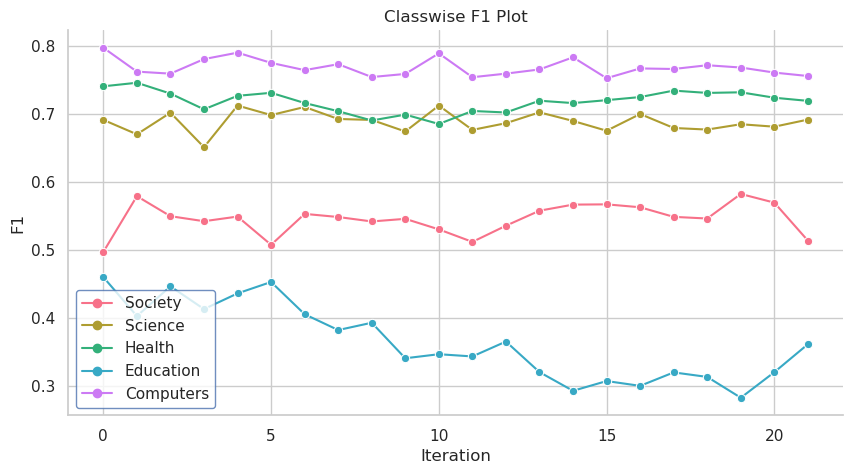 Classwise F1 Plot
0.8
0.7
0.6
0.5
0.4
0.3
F1
Society
Science
Health
Education
Computers
0 5 10 15 20
Iteration